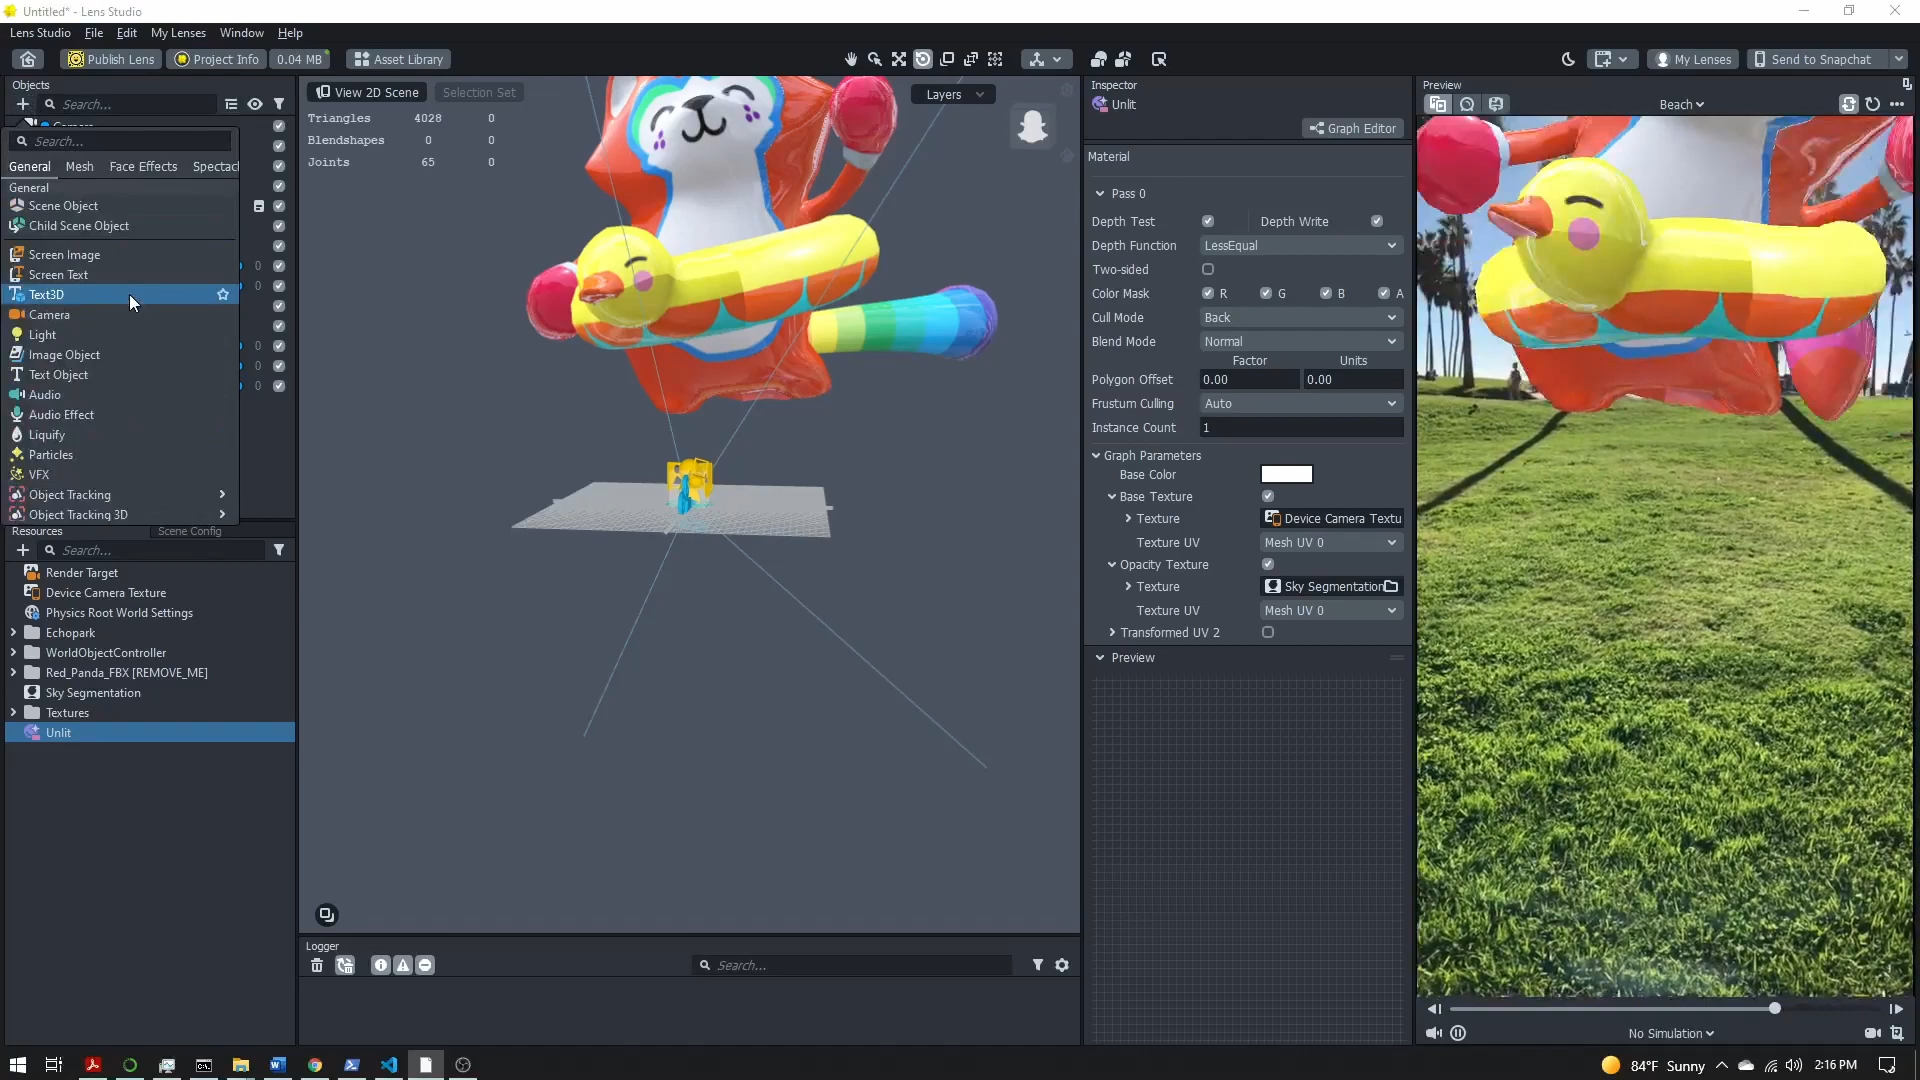 Untitled* - Lens Studio
Lens Studio File Edit My Lenses Window Help
Publish Lens Project Info 0.04 MB Asset Library My Lenses Send to Snapchat
Objects
Search...
Search...
General Mesh Face Effects Spectacl
General
Scene Object
Child Scene Object
Screen Image
Screen Text
Text3D
Camera
Light
Image Object
Text Object
Audio
Audio Effect
Liquify
Particles
VFX
Object Tracking
Object Tracking 3D
0
0
0
0
0
Resources Scene Config
Search...
Render Target
Device Camera Texture
Physics Root World Settings
Echopark
WorldObjectController
Red_Panda_FBX [REMOVE_ME]
Sky Segmentation
Textures
Unlit
View 2D Scene Selection Set Layers
Triangles 4028 0
Blendshapes 0 0
Joints 65 0
Logger
Search...
Inspector
Unlit
Graph Editor
Material
Pass 0
Depth Test Depth Write
Depth Function LessEqual
Two-sided
Color Mask R G B A
Cull Mode Back
Blend Mode Normal
Factor Units
Polygon Offset 0.00 0.00
Frustum Culling Auto
Instance Count 1
Graph Parameters
Base Color
Base Texture
Texture Device Camera Textu
Texture UV Mesh UV 0
Opacity Texture
Texture Sky Segmentation
Texture UV Mesh UV 0
Transformed UV 2
Preview
Preview
Beach
No Simulation
84°F Sunny 2:16 PM